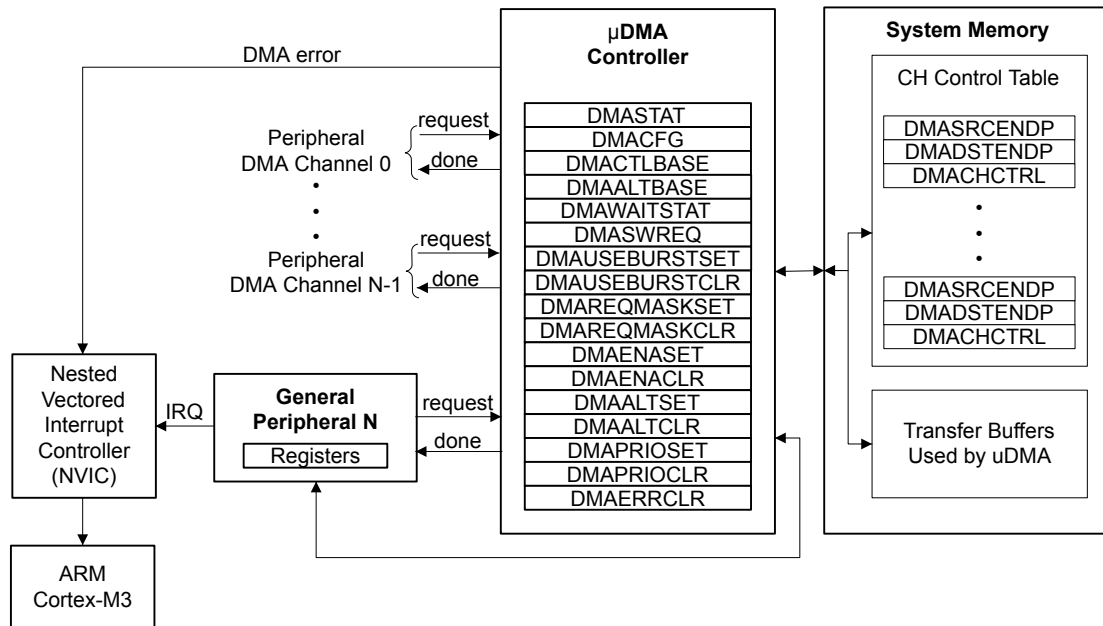 µDMA
Controller
System Memory
DMA error
CH Control Table
DMASTAT
DMACFG
DMACTLBASE
DMAALTBASE
DMAWAITSTAT
DMASWREQ
DMAUSEBURSTSET
DMAUSEBURSTCLR
DMAREQMASKSET
DMAREQMASKCLR
DMAENASET
DMAENACLR
DMAALTSET
DMAALTCLR
DMAPRIOSET
DMAPRIOCLR
DMAERRCLR
request
Peripheral
DMA Channel 0
done
request
Peripheral
DMA Channel N-1
done
DMASRCENDP
DMADSTENDP
DMACHCTRL
DMASRCENDP
DMADSTENDP
DMACHCTRL
Nested
Vectored
Interrupt
Controller
(NVIC)
IRQ
General
Peripheral N
Registers
request
done
Transfer Buffers
Used by uDMA
ARM
Cortex-M3